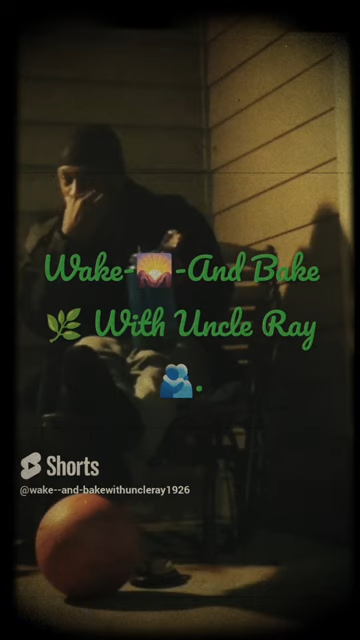 Wake-🌅-And Bake
🌿 With Uncle Ray
🫂.
Shorts
@wake--and-bakewithuncleray1926